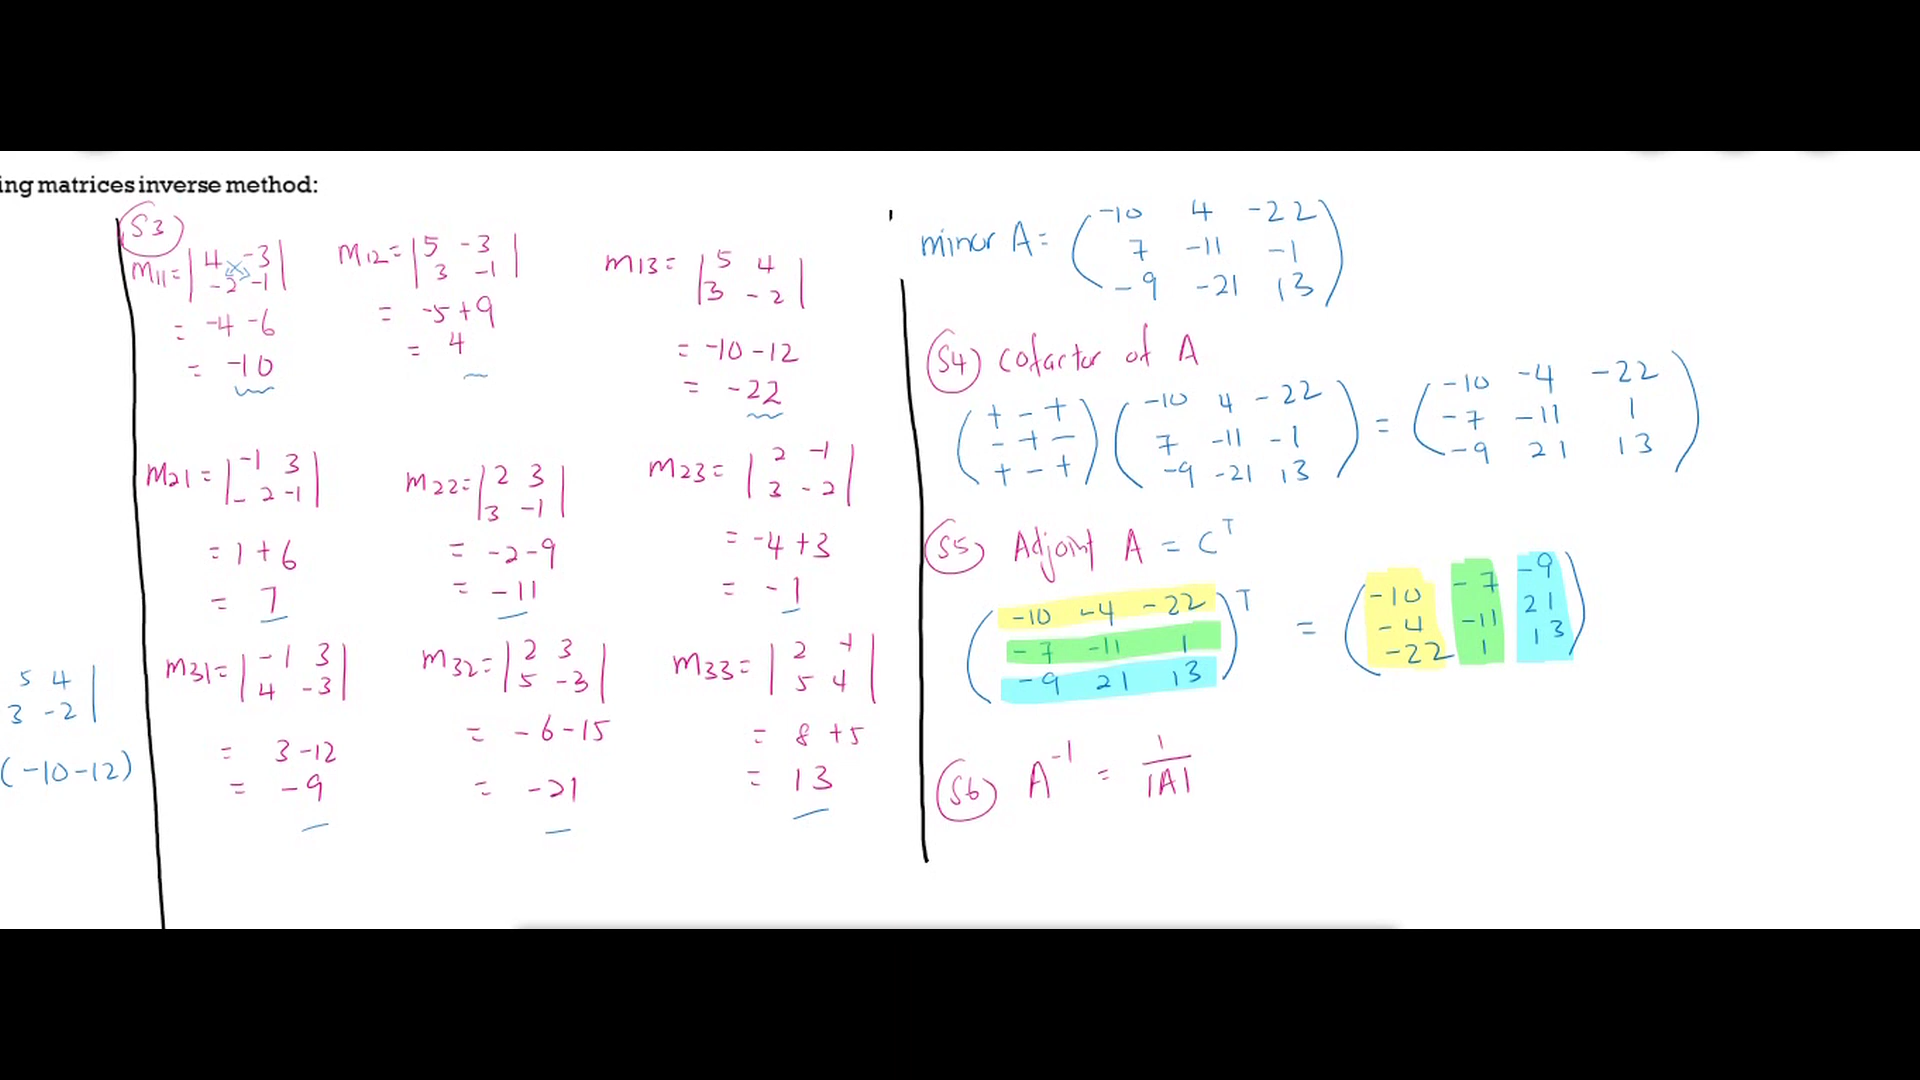 ing matrices inverse method:
5 4 |
3 -2 |
(-10-12)
S3
M11 = | 4 -3 |
| -2 -1 |
= -4 -6
= -10
M12 = | 5 -3 |
| 3 -1 |
= -5+9
= 4
M13 = | 5 4 |
| 3 -2 |
= -10-12
= -22
M21 = | -1 3 |
| -2 -1 |
= 1+6
= 7
M22 = | 2 3 |
| 3 -1 |
= -2-9
= -11
M23 = | 2 -1 |
| 3 -2 |
= -4+3
= -1
M31 = | -1 3 |
| 4 -3 |
= 3-12
= -9
M32 = | 2 3 |
| 5 -3 |
= -6-15
= -21
M33 = | 2 -1 |
| 5 4 |
= 8+5
= 13
minor A = ( -10 4 -22 )
7 -11 -1
-9 -21 13
S4 Cofactor of A
( + - + ) ( -10 4 -22 ) = ( -10 -4 -22 )
- + - 7 -11 -1 -7 -11 1
+ - + -9 -21 13 -9 21 13
S5 Adjoint A = C^T
( -10 -4 -22 )^T = ( -10 -7 -9 )
-7 -11 1 -4 -11 21
-9 21 13 -22 1 13
S6 A^-1 = 1
|A|